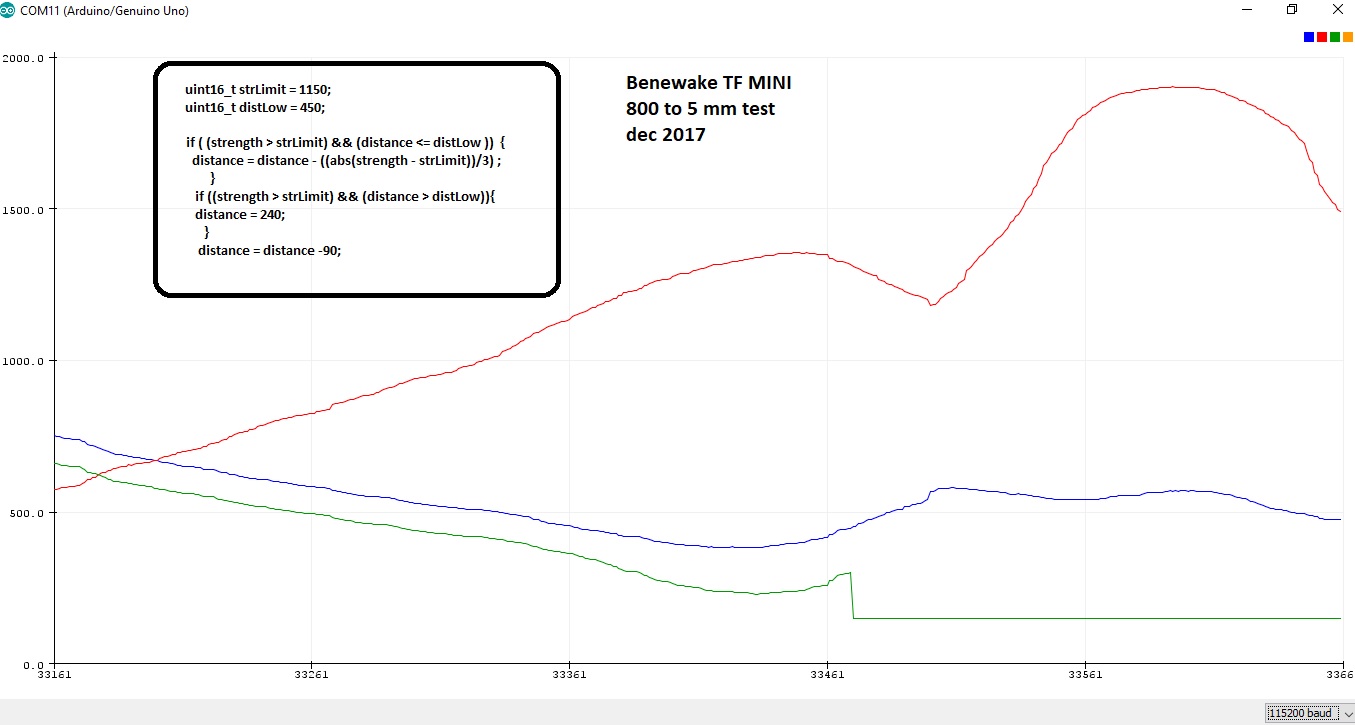 COM11 (Arduino/Genuino Uno)
2000.0
uint16_t strLimit = 1150;
uint16_t distLow = 450;
if ( (strength > strLimit) && (distance <= distLow )) {
distance = distance - ((abs(strength - strLimit))/3) ;
}
if ((strength > strLimit) && (distance > distLow)){
distance = 240;
}
distance = distance -90;
Benewake TF MINI
800 to 5 mm test
dec 2017
1500.0
1000.0
500.0
0.0
33161
33261
33361
33461
33561
3366
115200 baud